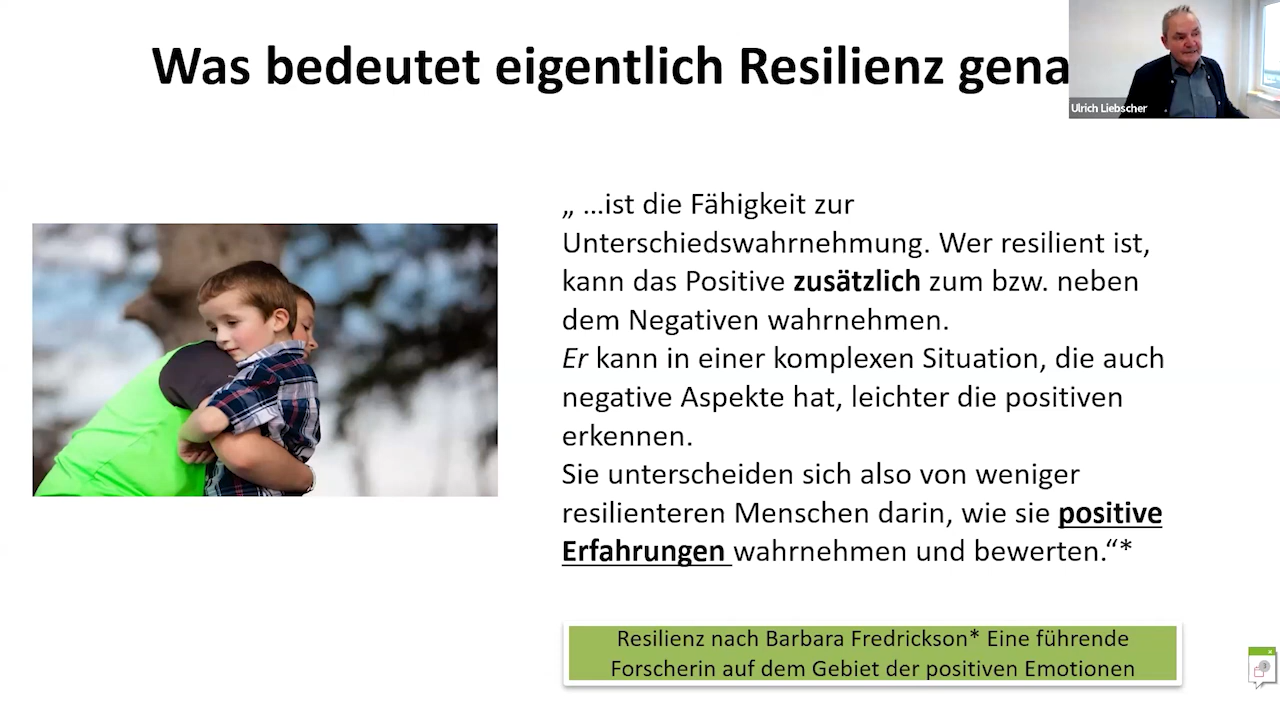 Was bedeutet eigentlich Resilienz gena
Ulrich Liebscher
„ …ist die Fähigkeit zur
Unterschiedswahrnehmung. Wer resilient ist,
kann das Positive zusätzlich zum bzw. neben
dem Negativen wahrnehmen.
Er kann in einer komplexen Situation, die auch
negative Aspekte hat, leichter die positiven
erkennen.
Sie unterscheiden sich also von weniger
resilienteren Menschen darin, wie sie positive
Erfahrungen wahrnehmen und bewerten.“*
Resilienz nach Barbara Fredrickson* Eine führende
Forscherin auf dem Gebiet der positiven Emotionen